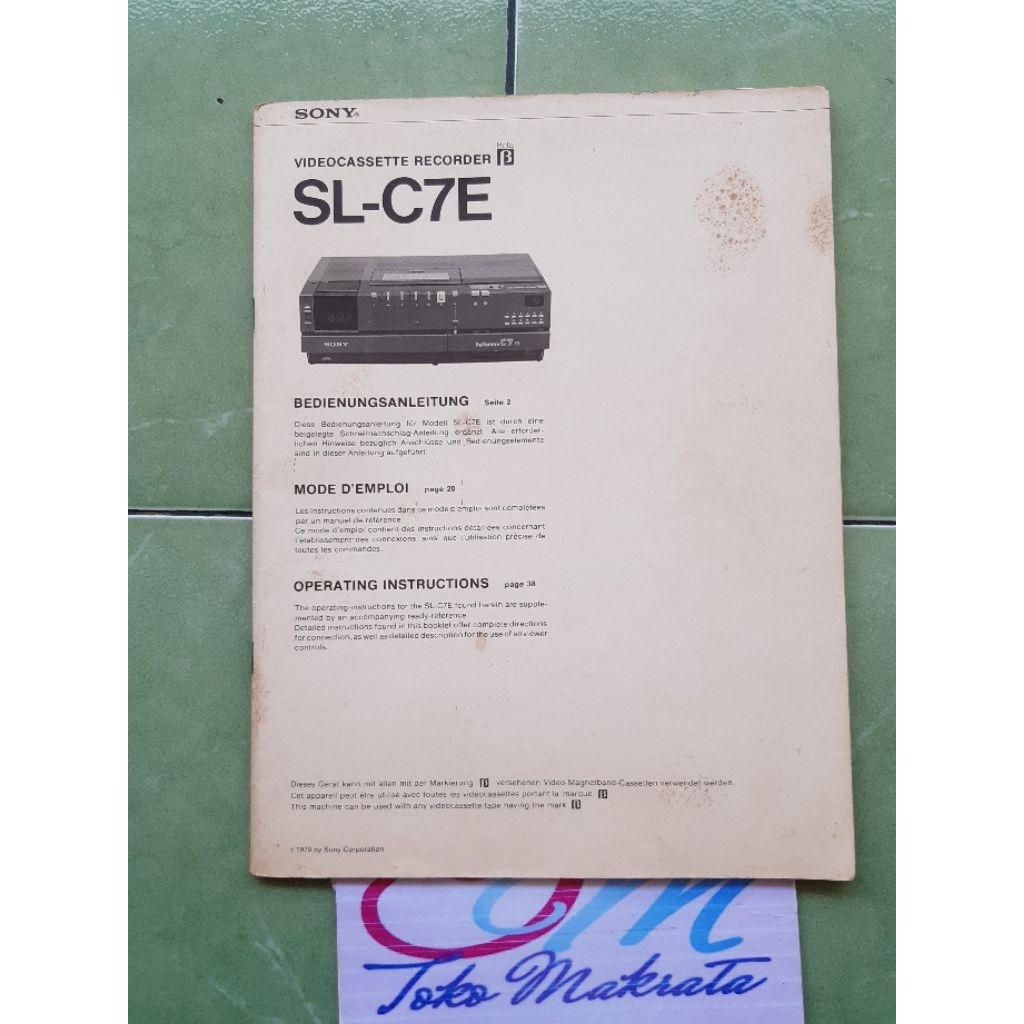 SONY®
VIDEOCASSETTE RECORDER Beta β
SL-C7E
SONY
Betamax C7
BEDIENUNGSANLEITUNG Seite 2
Diese Bedienungsanleitung für Modell SL-C7E ist durch eine
beigelegte Schnellnachschlag-Anleitung ergänzt. Alle erforder-
lichen Hinweise bezüglich Anschlüsse und Bedienungselemente
sind in dieser Anleitung aufgeführt.
MODE D'EMPLOI page 20
Les instructions contenues dans ce mode d'emploi sont complétées
par un manuel de référence.
Ce mode d'emploi contient des instructions détaillées concernant
l'établissement des connexions, ainsi que l'utilisation précise de
toutes les commandes.
OPERATING INSTRUCTIONS page 38
The operating-instructions for the SL-C7E found herein are supple-
mented by an accompanying ready-reference.
Detailed instructions found in this booklet offer complete directions
for connection, as well as detailed description for the use of all viewer
controls.
Dieses Gerät kann mit allen mit der Markierung β versehenen Video-Magnetband-Cassetten verwendet werden.
Cet appareil peut être utilisé avec toutes les videocassettes portant la marque β
This machine can be used with any videocassette tape having the mark β
©1979 by Sony Corporation
Toko Makrata